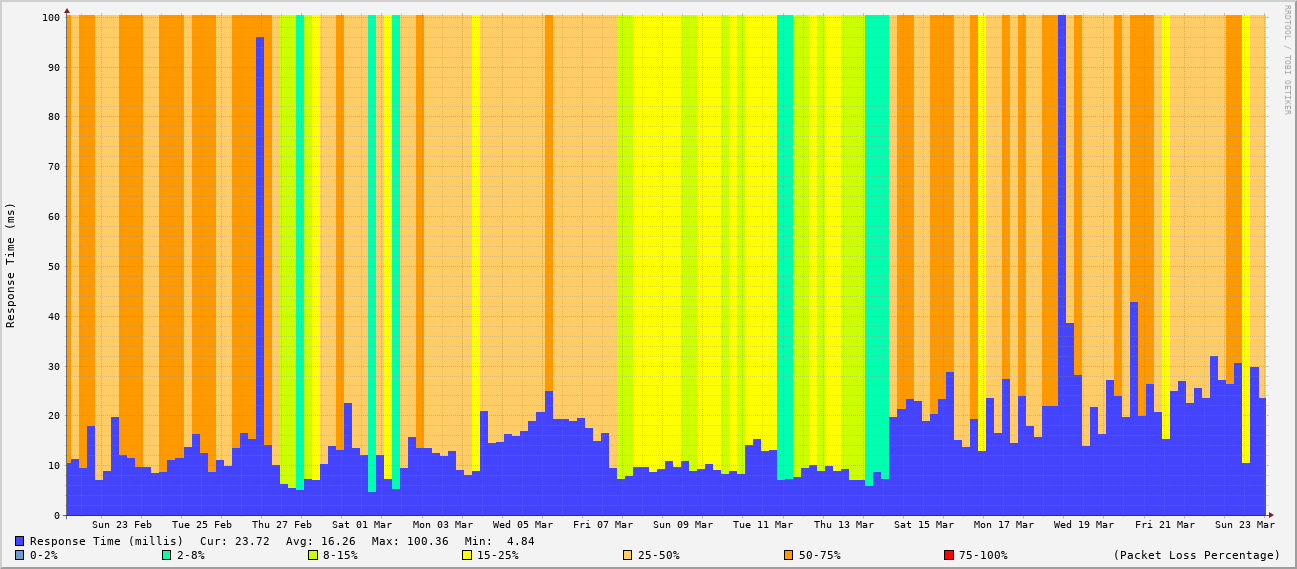 RRDTOOL / TOBI OETIKER
Response Time (ms)
100
90
80
70
60
50
40
30
20
10
0
Sun 23 Feb Tue 25 Feb Thu 27 Feb Sat 01 Mar Mon 03 Mar Wed 05 Mar Fri 07 Mar Sun 09 Mar Tue 11 Mar Thu 13 Mar Sat 15 Mar Mon 17 Mar Wed 19 Mar Fri 21 Mar Sun 23 Mar
Response Time (millis) Cur: 23.72 Avg: 16.26 Max: 100.36 Min: 4.84
0-2% 2-8% 8-15% 15-25% 25-50% 50-75% 75-100% (Packet Loss Percentage)